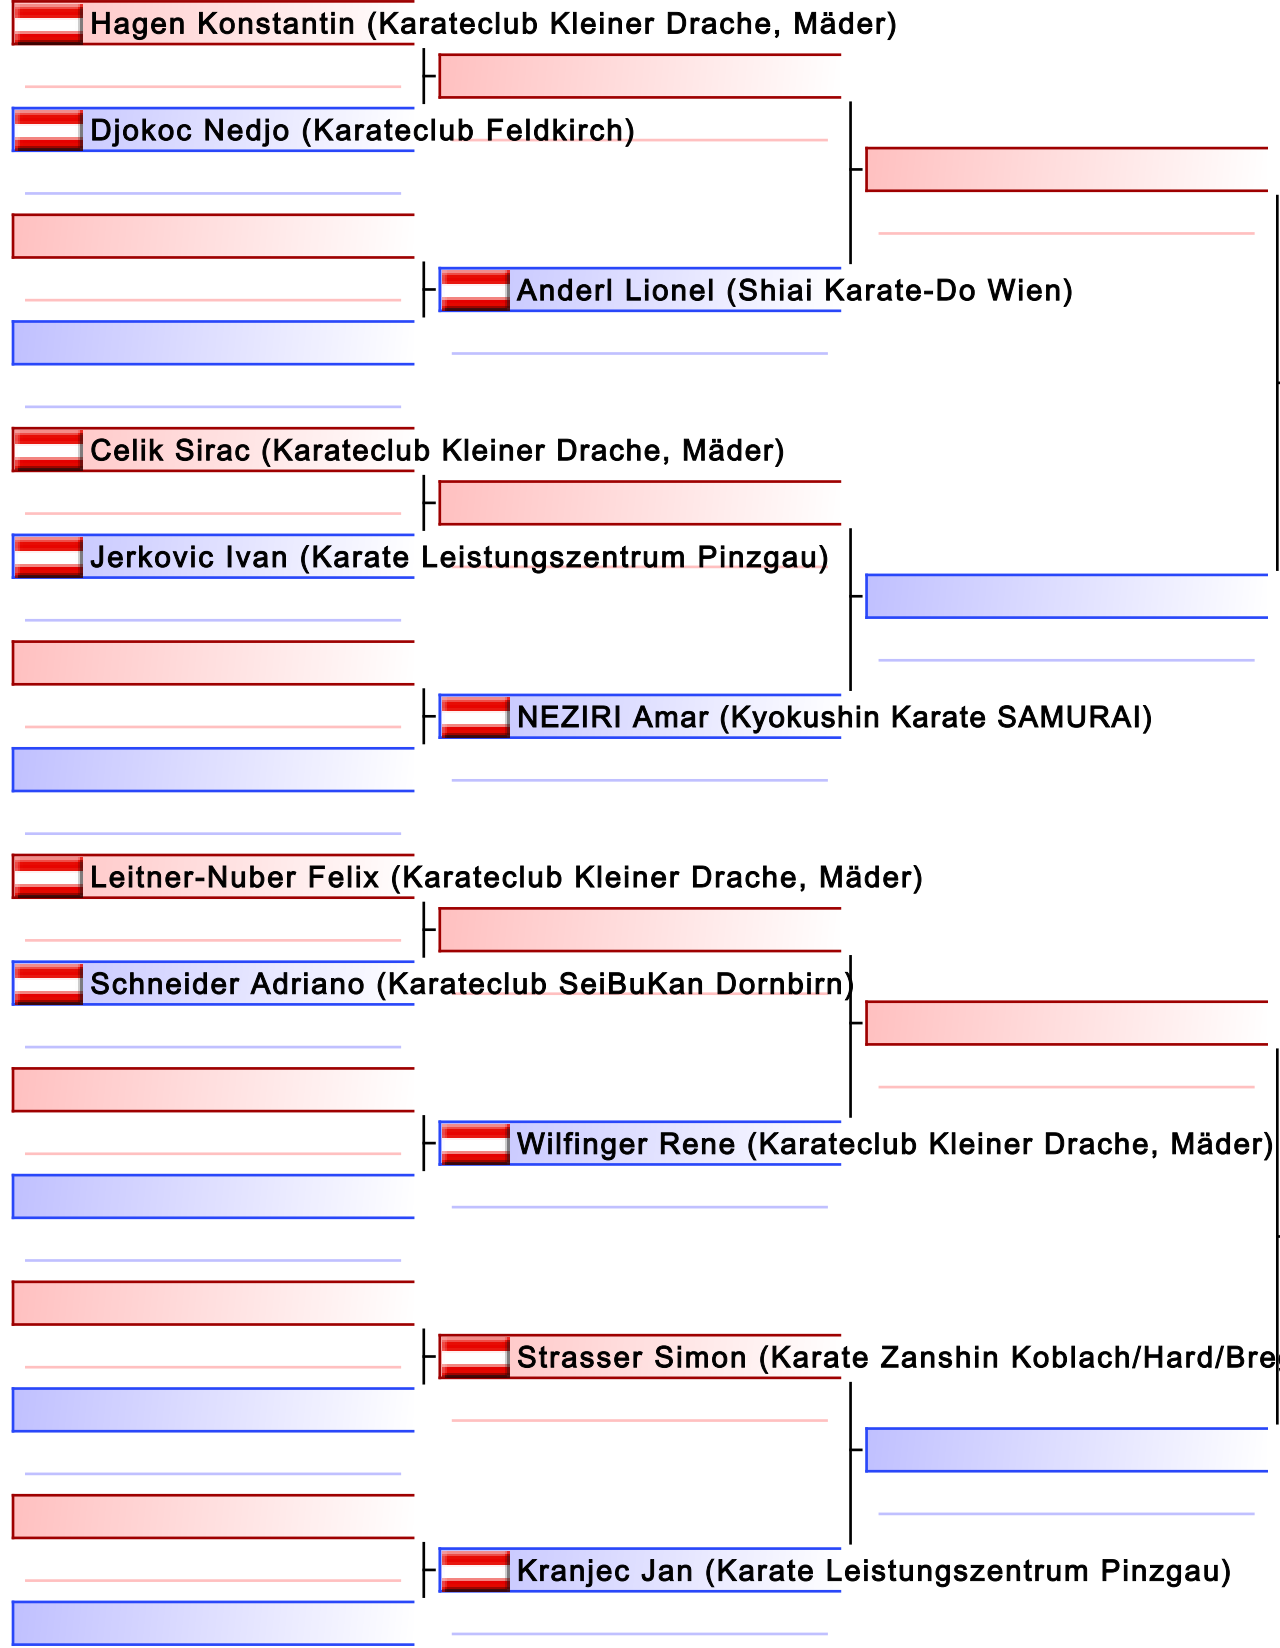 Hagen Konstantin (Karateclub Kleiner Drache, Mäder)
Djokoc Nedjo (Karateclub Feldkirch)
Anderl Lionel (Shiai Karate-Do Wien)
Celik Sirac (Karateclub Kleiner Drache, Mäder)
Jerkovic Ivan (Karate Leistungszentrum Pinzgau)
NEZIRI Amar (Kyokushin Karate SAMURAI)
Leitner-Nuber Felix (Karateclub Kleiner Drache, Mäder)
Schneider Adriano (Karateclub SeiBuKan Dornbirn)
Wilfinger Rene (Karateclub Kleiner Drache, Mäder)
Strasser Simon (Karate Zanshin Koblach/Hard/Breg
Kranjec Jan (Karate Leistungszentrum Pinzgau)